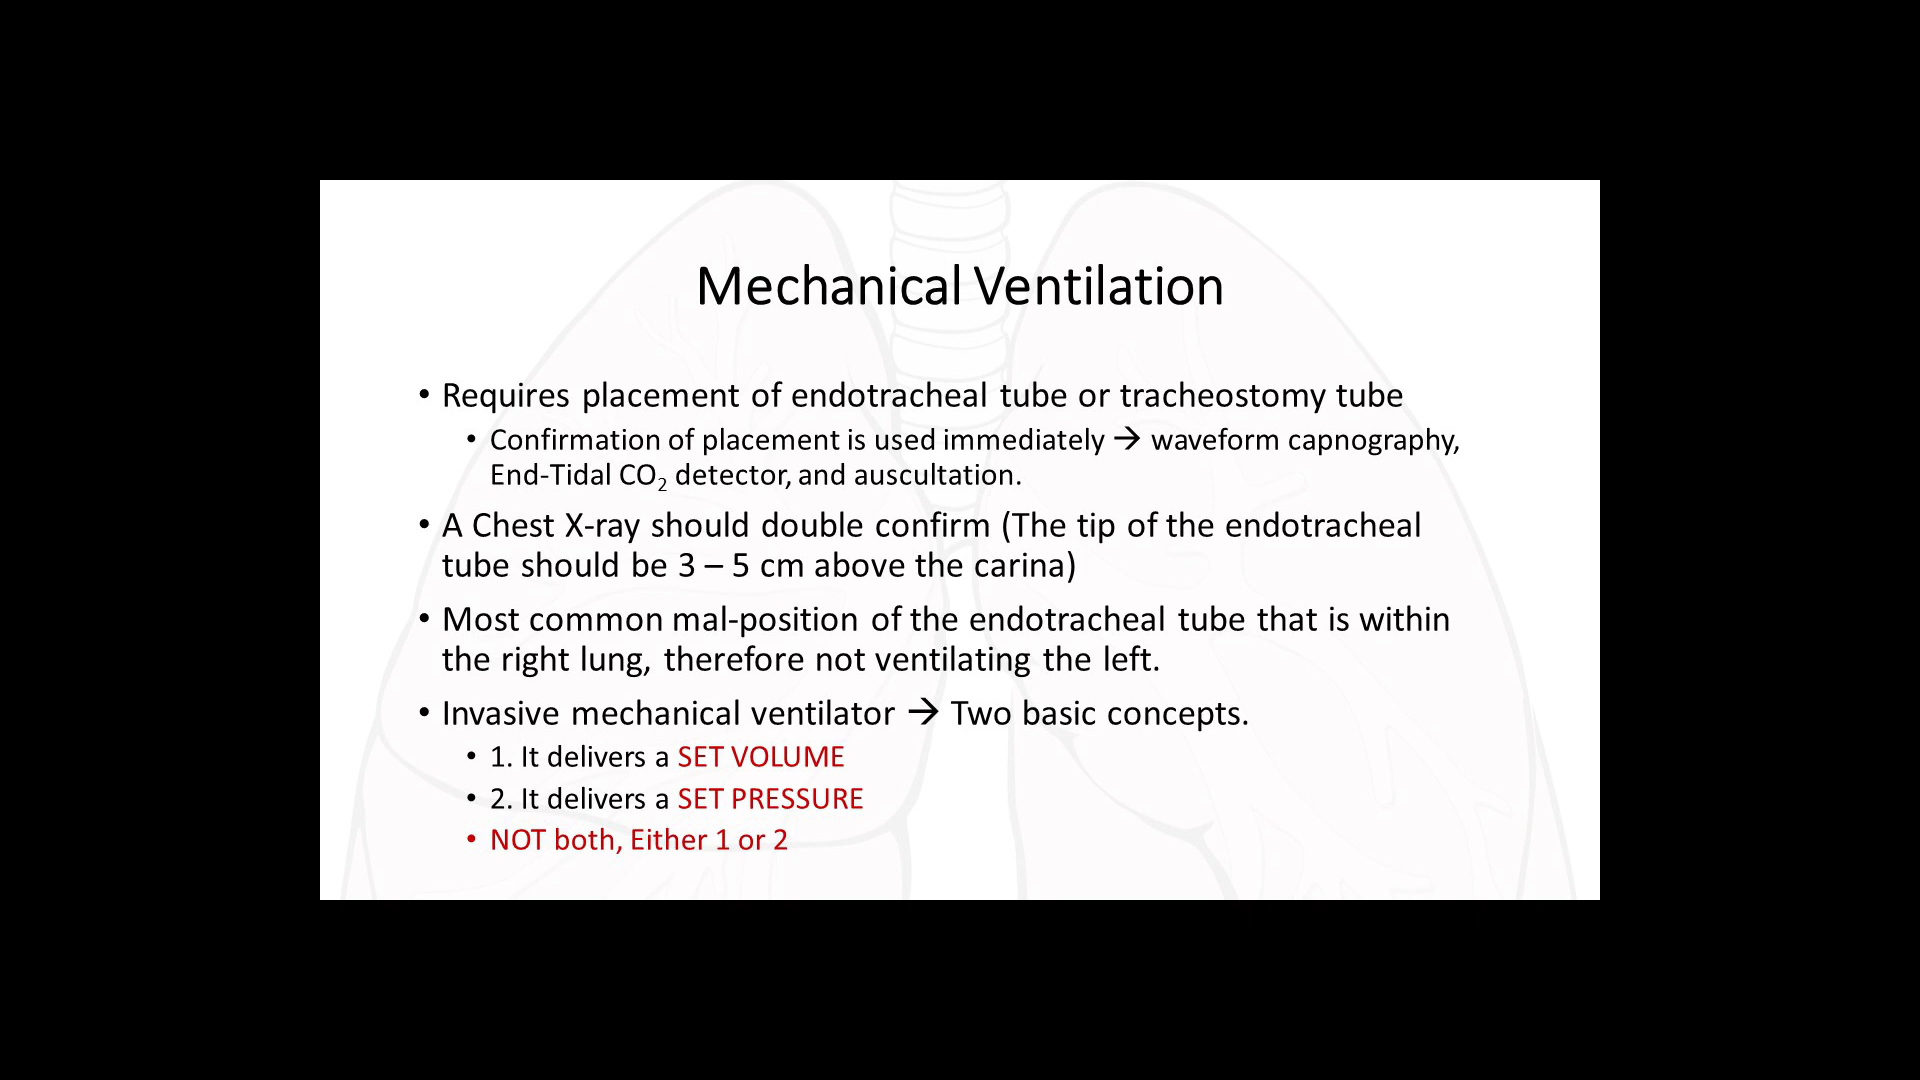 Mechanical Ventilation
• Requires placement of endotracheal tube or tracheostomy tube
• Confirmation of placement is used immediately → waveform capnography,
End-Tidal CO₂ detector, and auscultation.
• A Chest X-ray should double confirm (The tip of the endotracheal
tube should be 3 – 5 cm above the carina)
• Most common mal-position of the endotracheal tube that is within
the right lung, therefore not ventilating the left.
• Invasive mechanical ventilator → Two basic concepts.
• 1. It delivers a SET VOLUME
• 2. It delivers a SET PRESSURE
• NOT both, Either 1 or 2